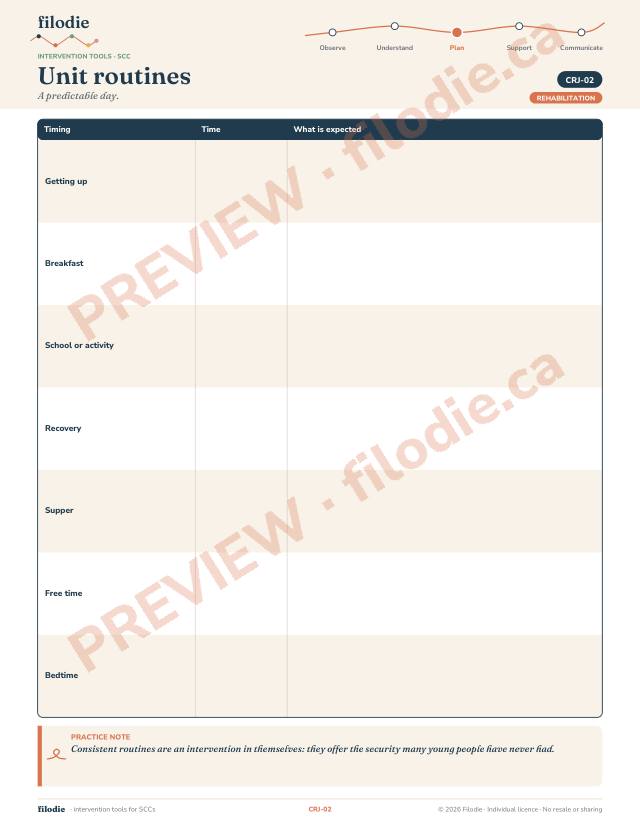 filodie
INTERVENTION TOOLS · SCC
Observe Understand Plan Support Communicate
Unit routines
A predictable day.
CRJ-02
REHABILITATION
Timing Time What is expected
Getting up
Breakfast
School or activity
Recovery
Supper
Free time
Bedtime
PREVIEW · filodie.ca
PREVIEW · filodie.ca
PRACTICE NOTE
Consistent routines are an intervention in themselves: they offer the security many young people have never had.
filodie · intervention tools for SCCs CRJ-02 © 2026 Filodie · Individual licence · No resale or sharing